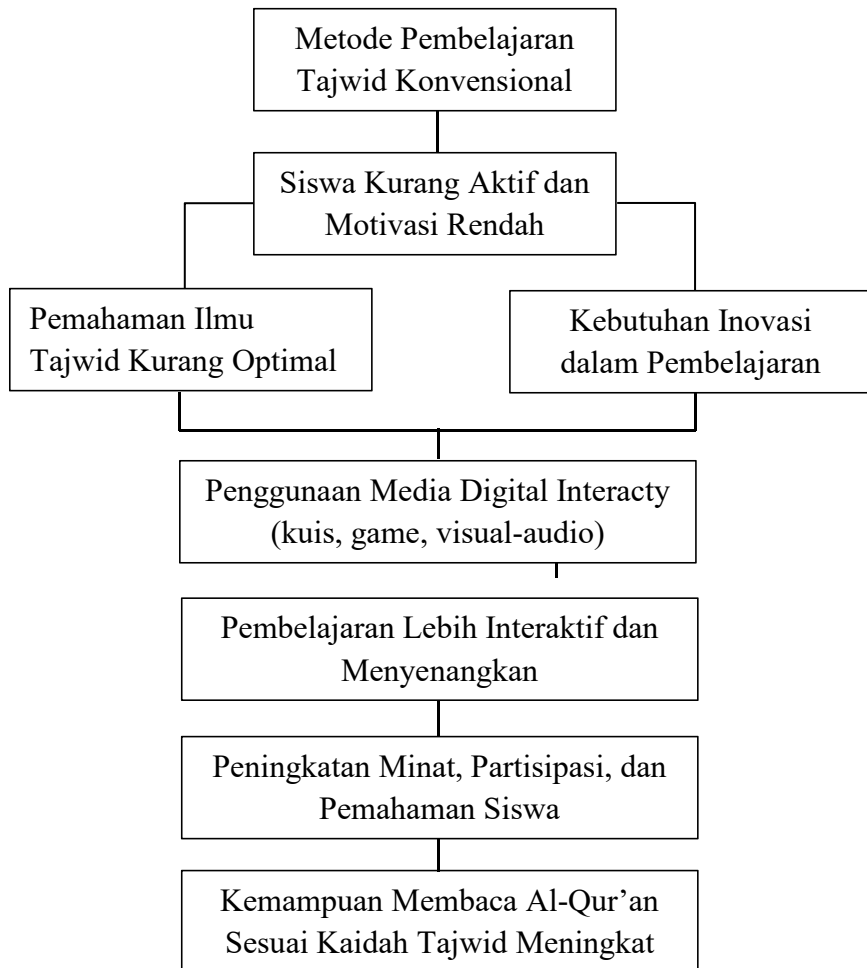 Metode Pembelajaran
Tajwid Konvensional
Siswa Kurang Aktif dan
Motivasi Rendah
Pemahaman Ilmu
Tajwid Kurang Optimal
Kebutuhan Inovasi
dalam Pembelajaran
Penggunaan Media Digital Interacty
(kuis, game, visual-audio)
Pembelajaran Lebih Interaktif dan
Menyenangkan
Peningkatan Minat, Partisipasi, dan
Pemahaman Siswa
Kemampuan Membaca Al-Qur’an
Sesuai Kaidah Tajwid Meningkat